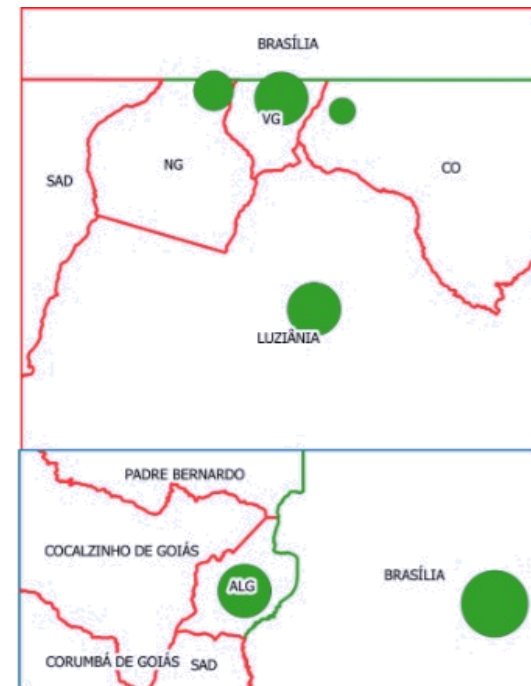 BRASÍLIA
VG
NG
CO
SAD
LUZIÂNIA
PADRE BERNARDO
COCALZINHO DE GOIÁS
BRASÍLIA
ALG
CORUMBÁ DE GOIÁS
SAD